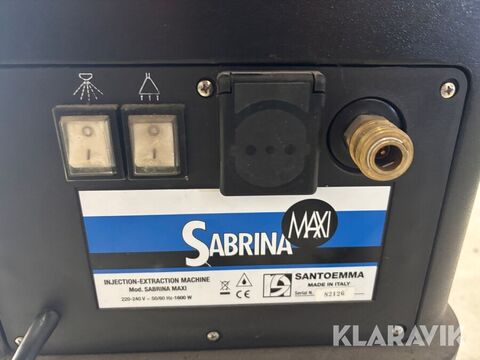 MAXI
SABRINA
INJECTION-EXTRACTION MACHINE
Mod. SABRINA MAXI
220-240 V - 50/60 Hz-1600 W
SANTOEMMA
MADE IN ITALY
Serial N. 82126
KLARAVIK